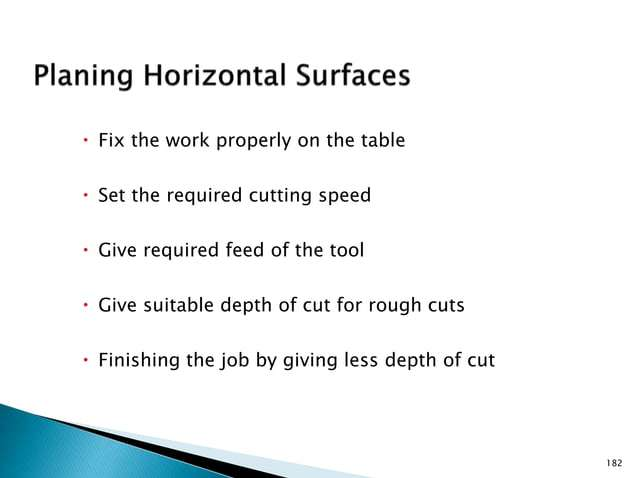 Planing Horizontal Surfaces
• Fix the work properly on the table
• Set the required cutting speed
• Give required feed of the tool
• Give suitable depth of cut for rough cuts
• Finishing the job by giving less depth of cut
182